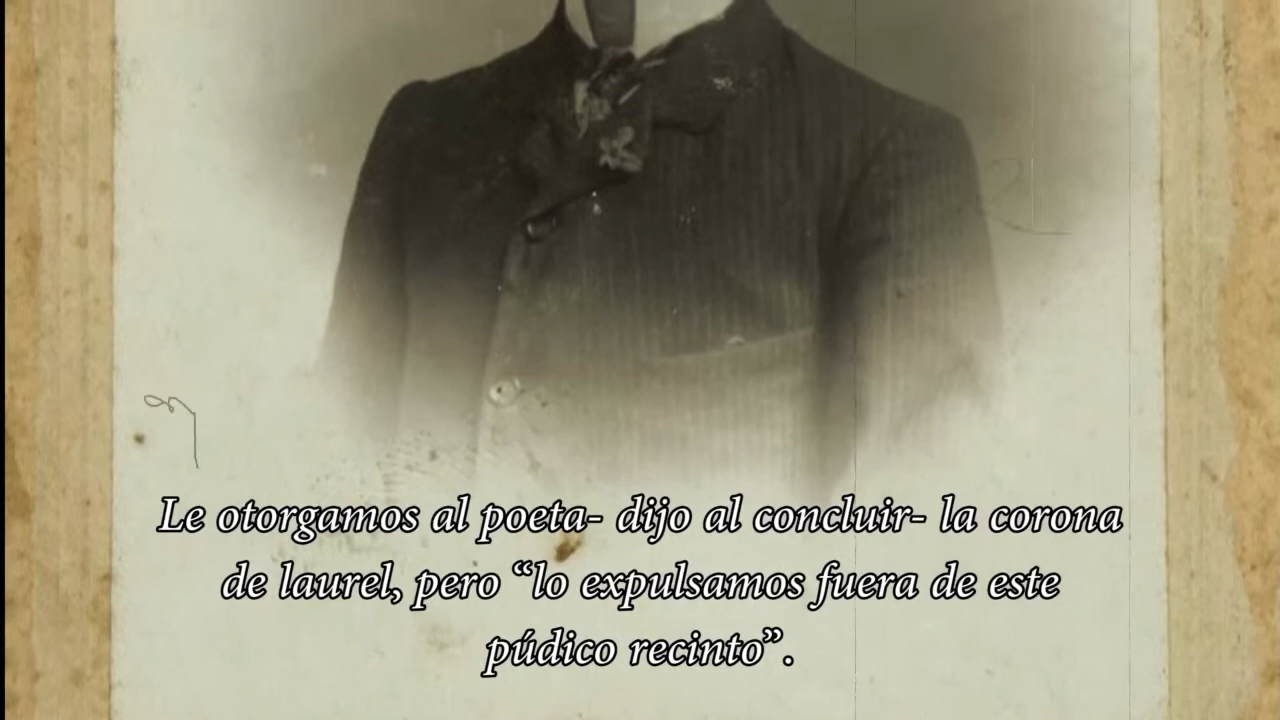 Le otorgamos al poeta- dijo al concluir- la corona
de laurel, pero “lo expulsamos fuera de este
púdico recinto”.